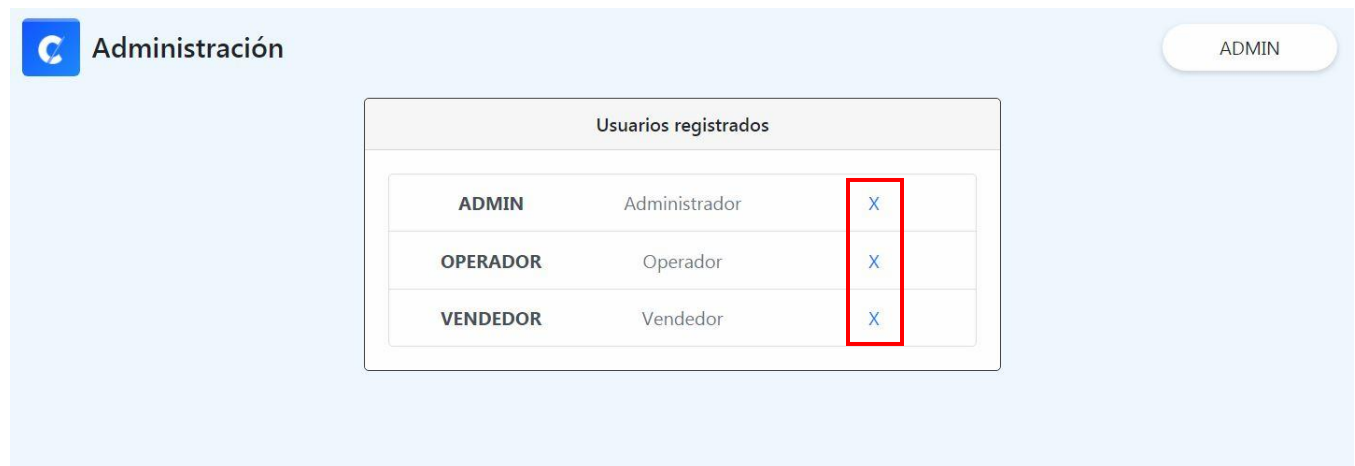 Administración
ADMIN
Usuarios registrados
ADMIN Administrador X
OPERADOR Operador X
VENDEDOR Vendedor X